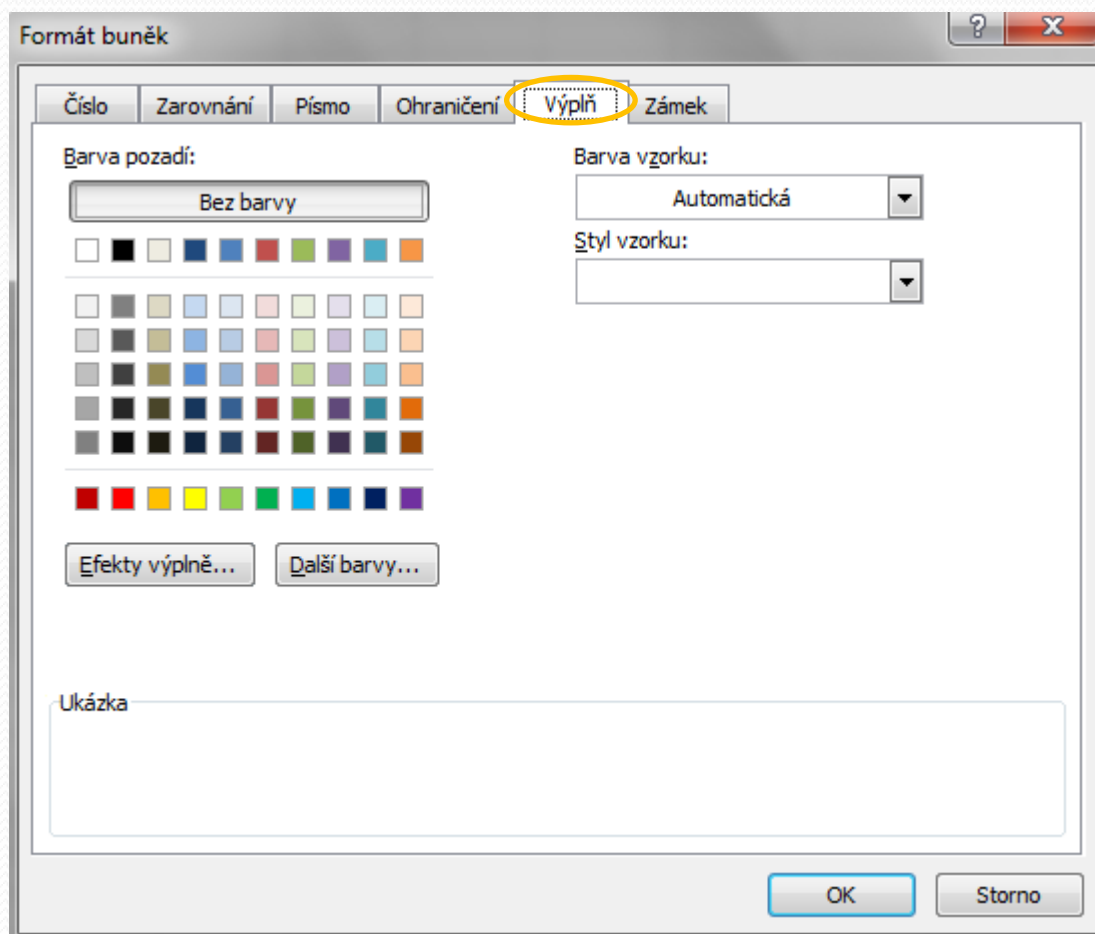 Formát buněk
Číslo Zarovnání Písmo Ohraničení Výplň Zámek
Barva pozadí:
Bez barvy
Barva vzorku:
Automatická
Styl vzorku:
Efekty výplně... Další barvy...
Ukázka
OK Storno